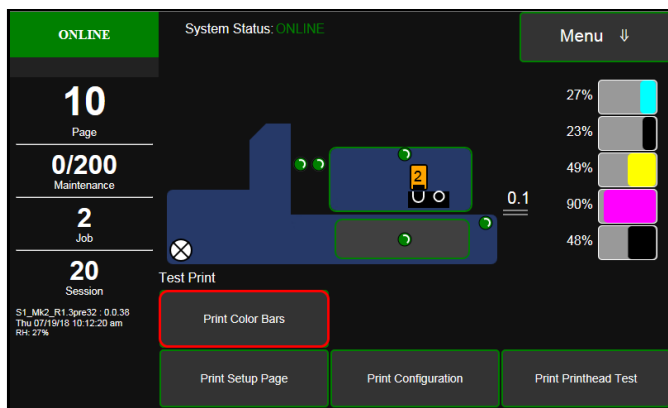 ONLINE
System Status: ONLINE
Menu ⇓
10
Page
0/200
Maintenance
2
Job
20
Session
S1_Mk2_R1.3pre32 : 0.0.38
Thu 07/19/18 10:12:20 am
RH: 27%
2
0.1
27%
23%
49%
90%
48%
Test Print
Print Color Bars
Print Setup Page
Print Configuration
Print Printhead Test